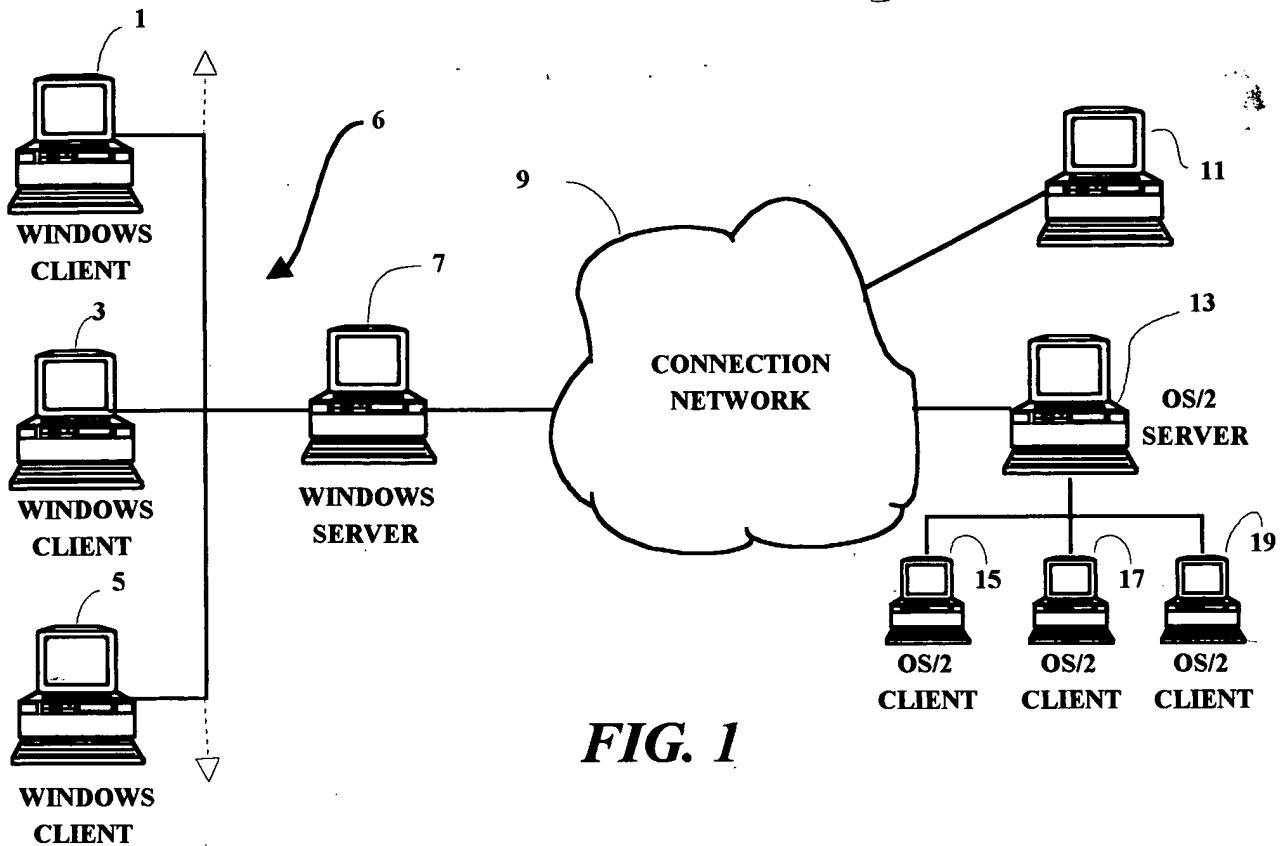 1
WINDOWS
CLIENT
3
WINDOWS
CLIENT
5
WINDOWS
CLIENT
6
7
WINDOWS
SERVER
9
CONNECTION
NETWORK
11
13
OS/2
SERVER
15
OS/2
CLIENT
17
OS/2
CLIENT
19
OS/2
CLIENT
FIG. 1